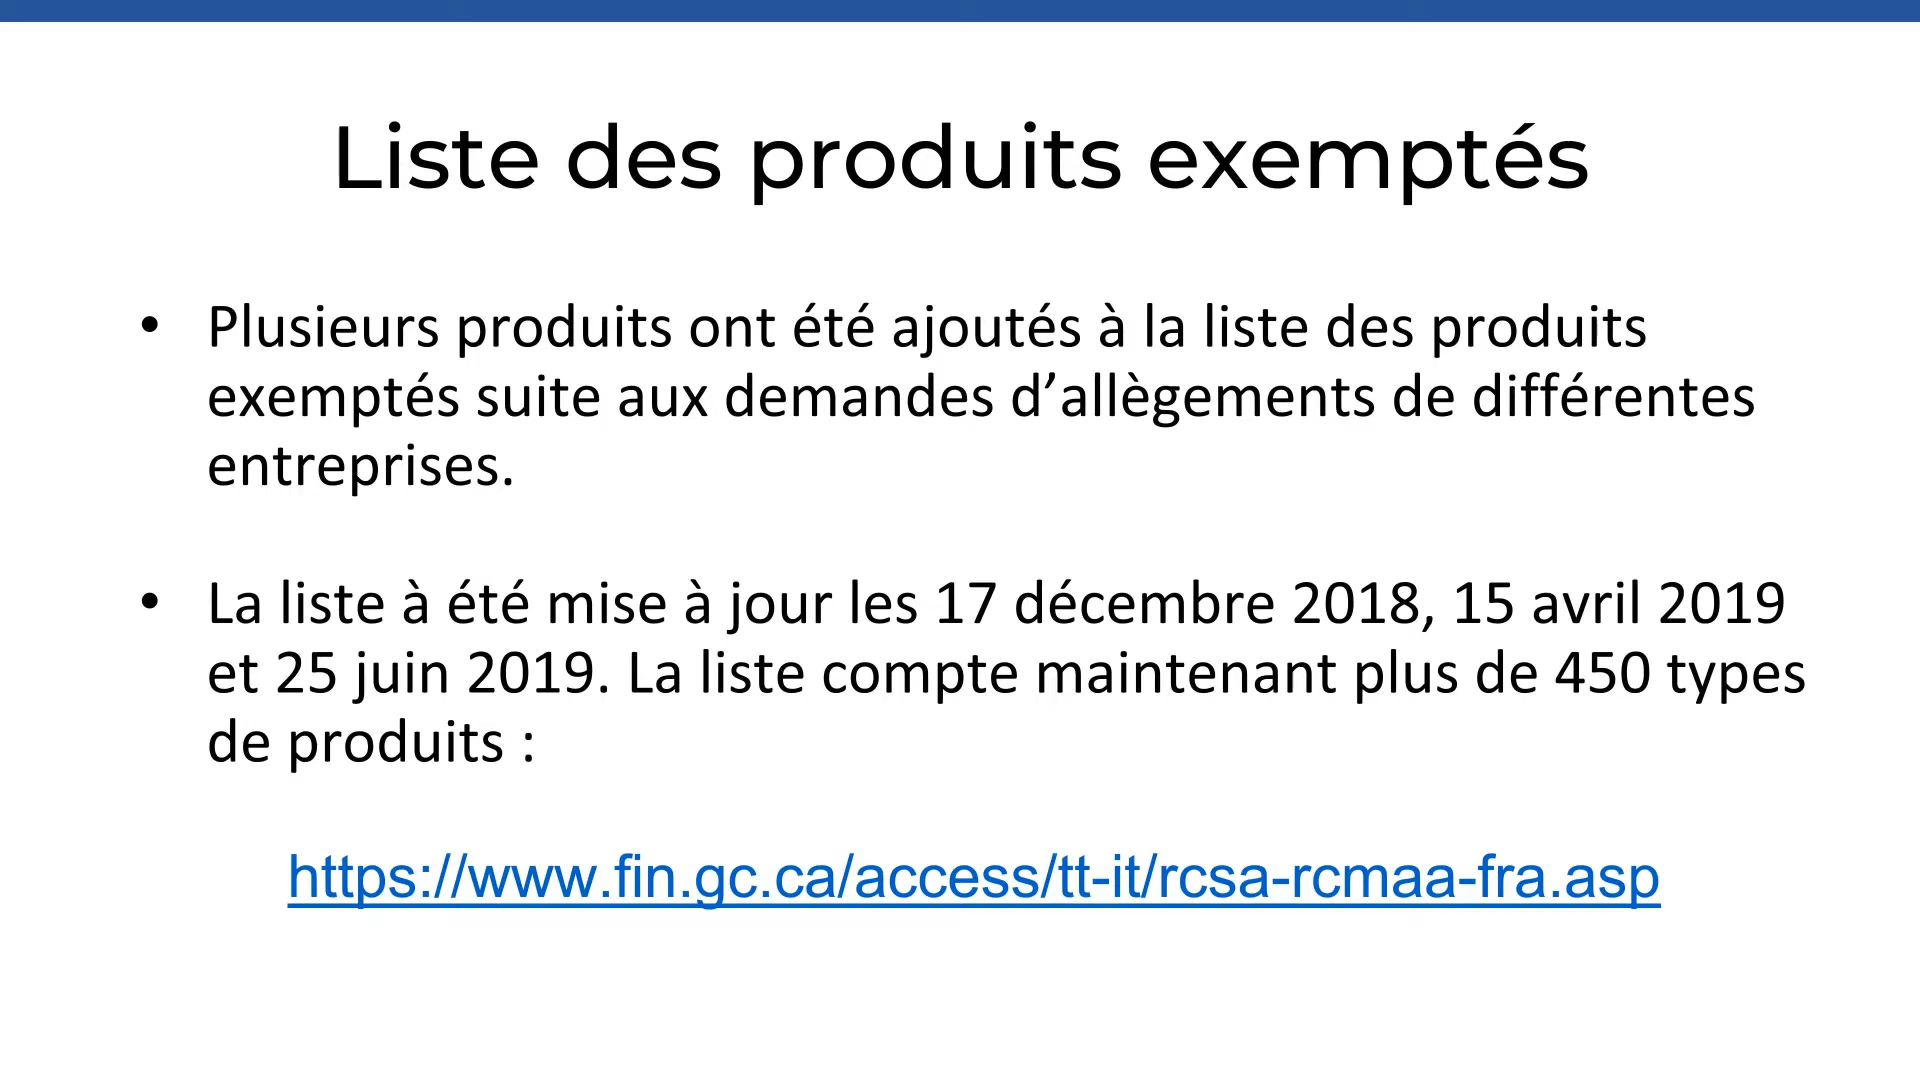 Liste des produits exemptés
• Plusieurs produits ont été ajoutés à la liste des produits
exemptés suite aux demandes d’allègements de différentes
entreprises.
• La liste à été mise à jour les 17 décembre 2018, 15 avril 2019
et 25 juin 2019. La liste compte maintenant plus de 450 types
de produits :
https://www.fin.gc.ca/access/tt-it/rcsa-rcmaa-fra.asp